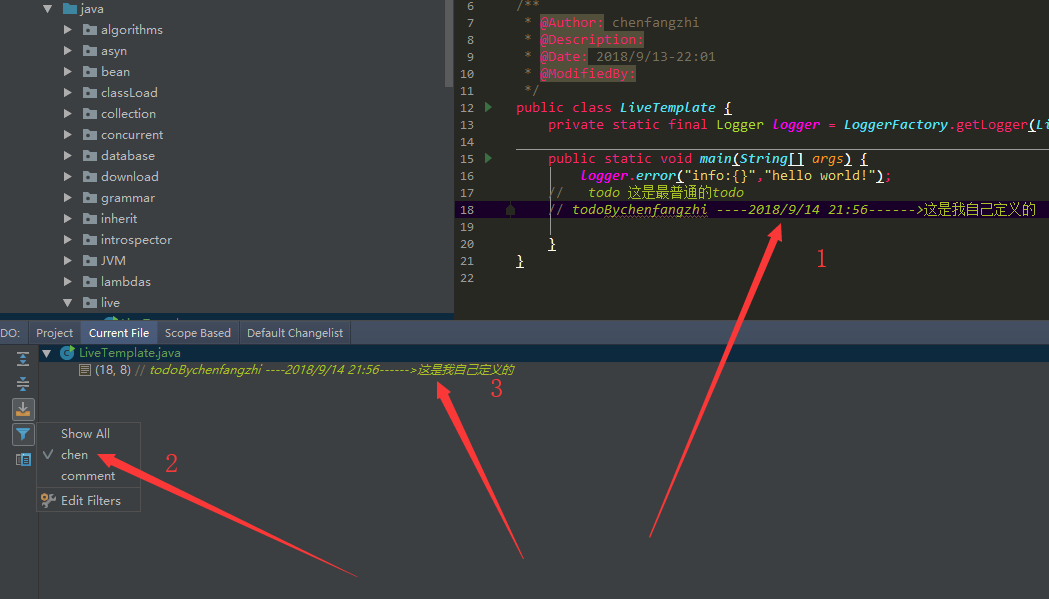 java
algorithms
asyn
bean
classLoad
collection
concurrent
database
download
grammar
inherit
introspector
JVM
lambdas
live
6 /**
7 * @Author: chenfangzhi
8 * @Description:
9 * @Date: 2018/9/13-22:01
10 * @ModifiedBy:
11 */
12 public class LiveTemplate {
13 private static final Logger logger = LoggerFactory.getLogger(Li
14
15 public static void main(String[] args) {
16 logger.error("info:{}","hello world!");
17 // todo 这是最普通的todo
18 // todoBychenfangzhi ----2018/9/14 21:56------>这是我自己定义的
19
20 }
21 }
22
1
DO: Project Current File Scope Based Default Changelist
LiveTemplate.java
(18, 8) // todoBychenfangzhi ----2018/9/14 21:56------>这是我自己定义的
3
Show All
chen
2
comment
Edit Filters